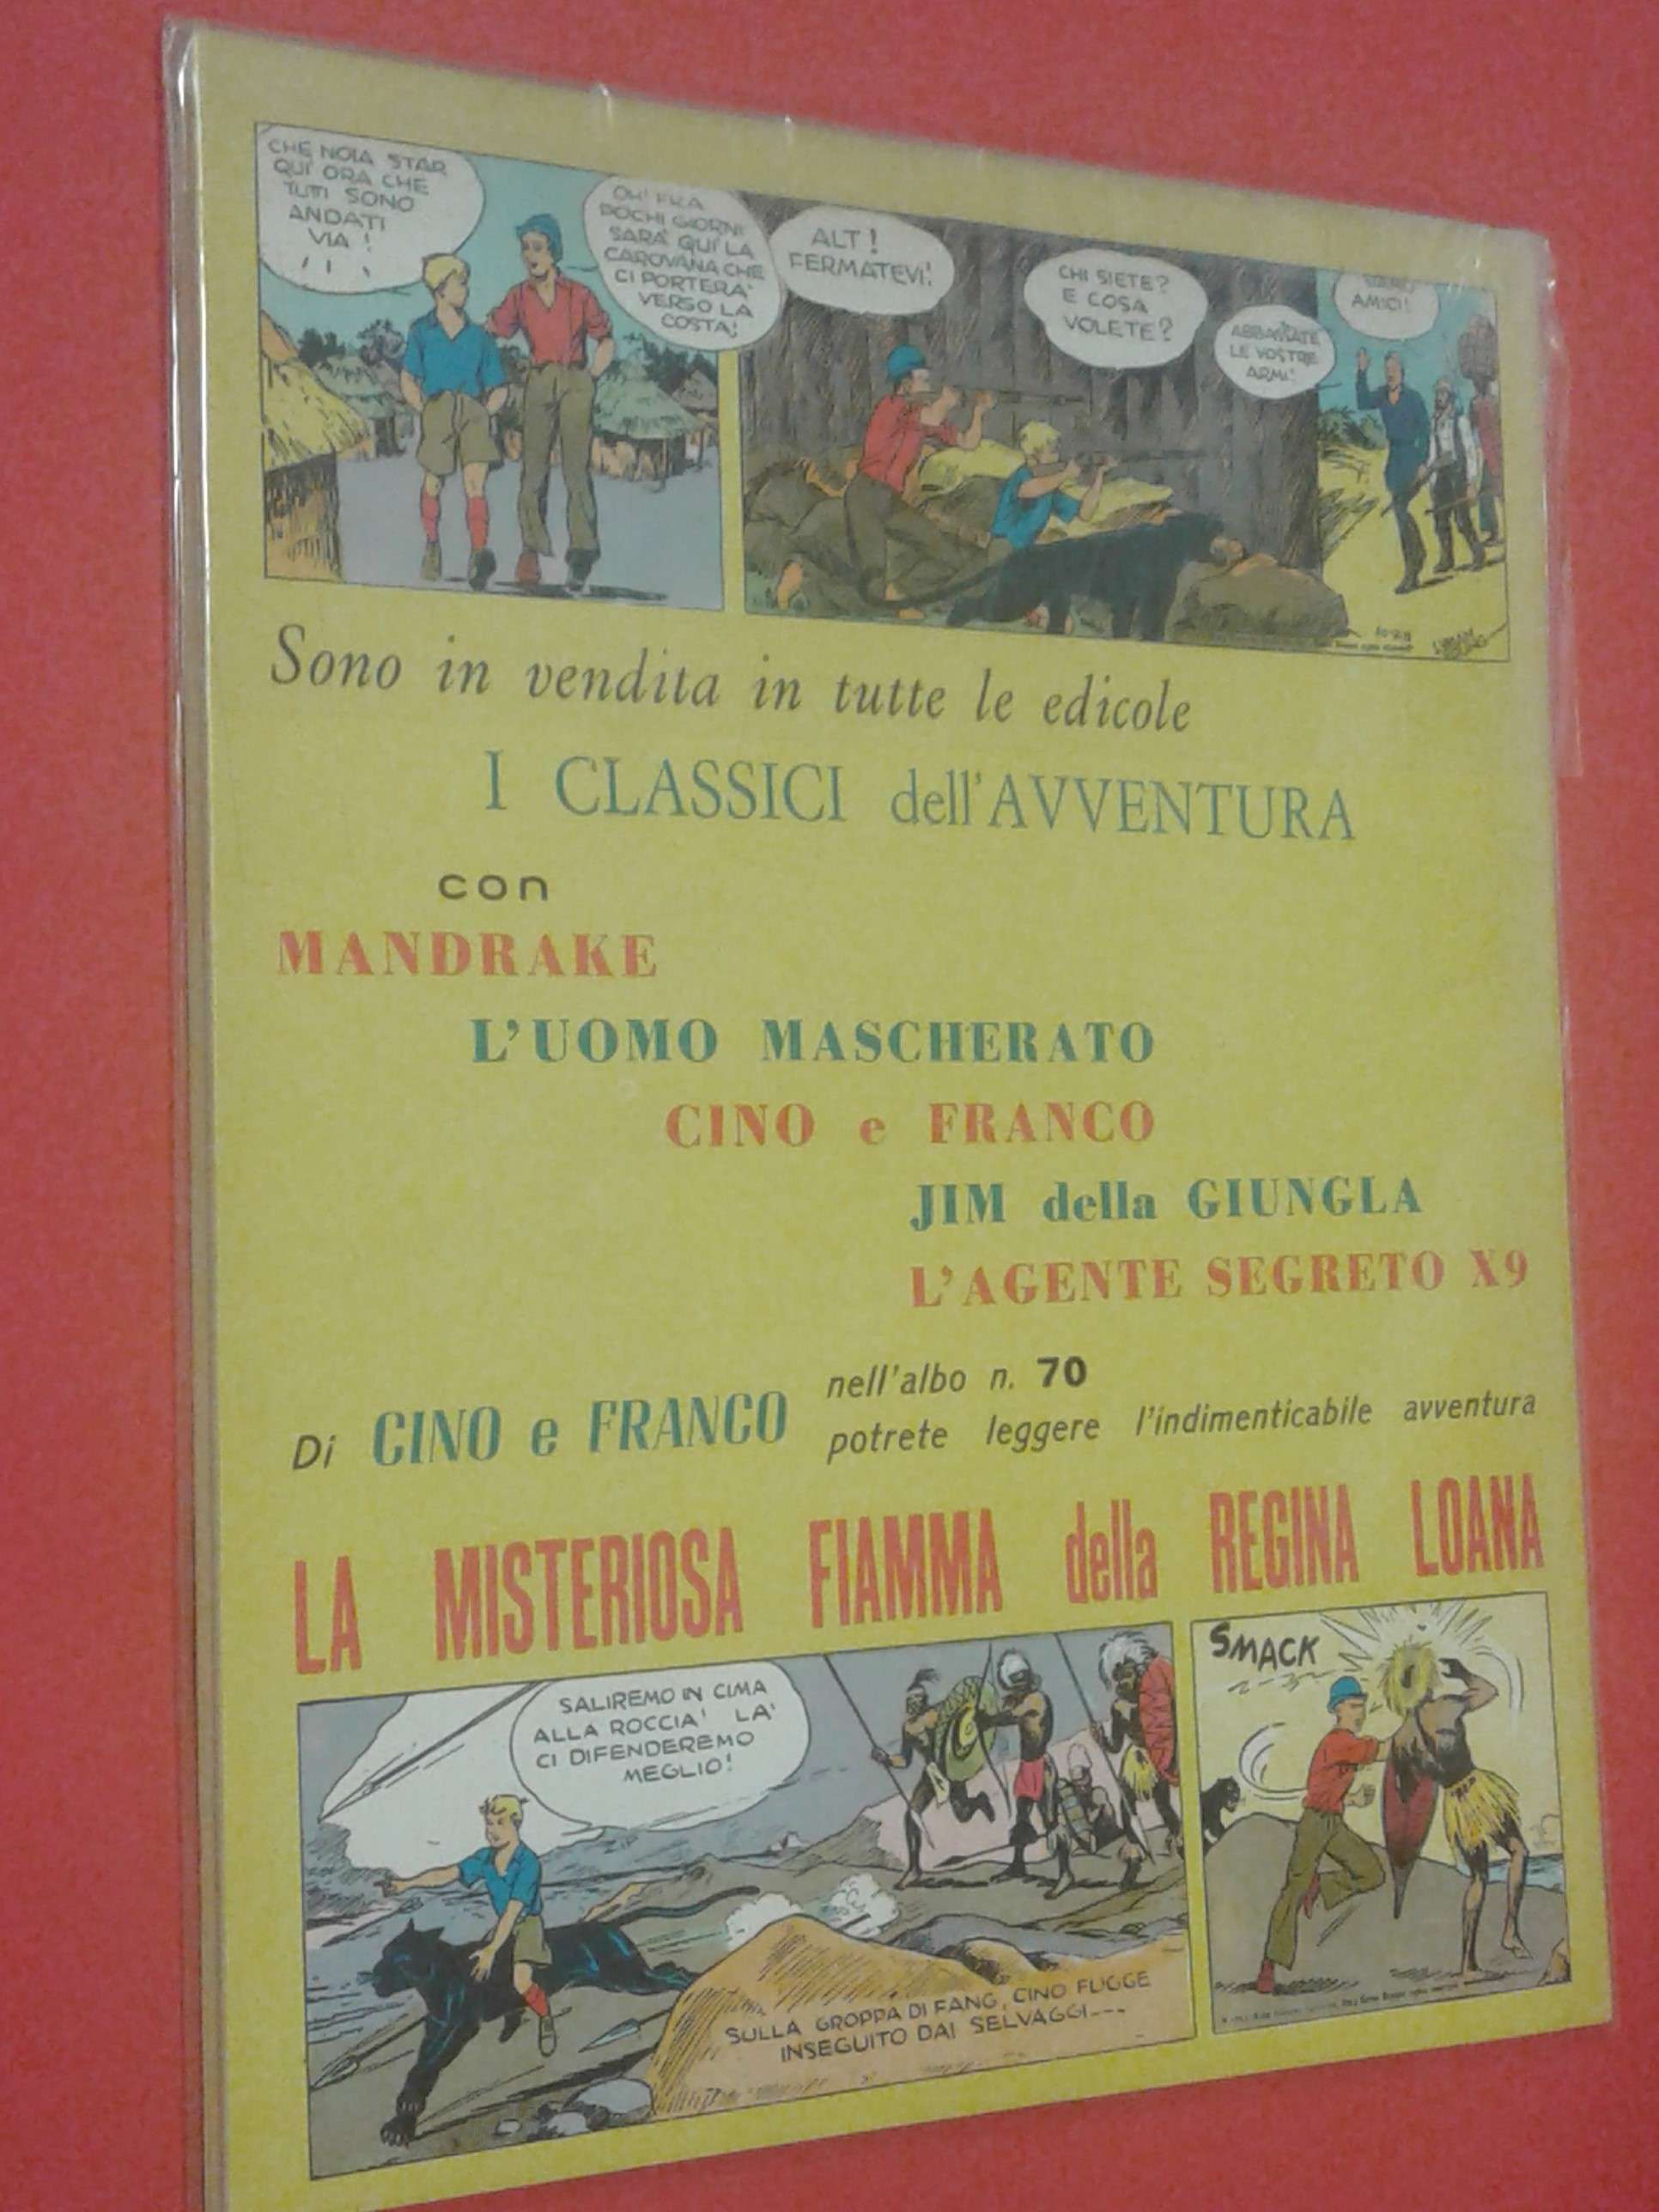 CHE NOIA STAR
QUI ORA CHE
TUTTI SONO
ANDATI
VIA!
OH! FRA
POCHI GIORNI
SARA' QUI LA
CAROVANA CHE
CI PORTERA'
VERSO LA
COSTA!
ALT!
FERMATEVI!
CHI SIETE?
E COSA
VOLETE?
ABBASSATE
LE VOSTRE
ARMI!
AMICI!
Sono in vendita in tutte le edicole
I CLASSICI dell'AVVENTURA
con
MANDRAKE
L'UOMO MASCHERATO
CINO e FRANCO
JIM della GIUNGLA
L'AGENTE SEGRETO X9
Di CINO e FRANCO
nell'albo n. 70
potrete leggere l'indimenticabile avventura
LA MISTERIOSA FIAMMA della REGINA LOANA
SALIREMO IN CIMA
ALLA ROCCIA! LA'
CI DIFENDEREMO
MEGLIO!
SULLA GROPPA DI FANG, CINO FUGGE
INSEGUITO DAI SELVAGGI---
SMACK